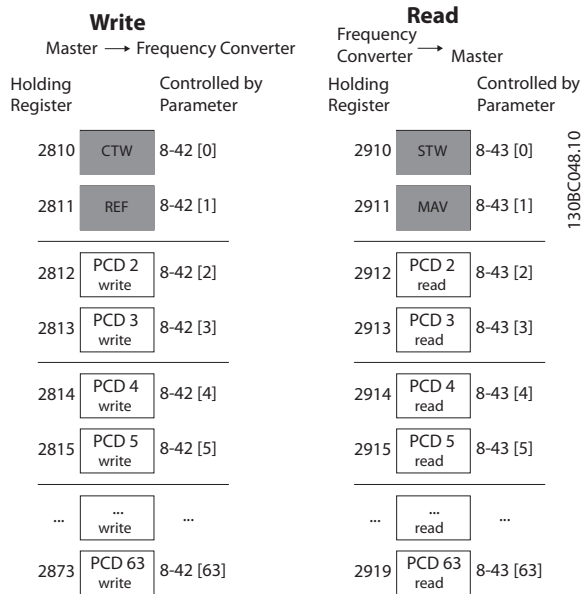 Write
Master → Frequency Converter
Holding Register Controlled by Parameter
2810 CTW 8-42 [0]
2811 REF 8-42 [1]
2812 PCD 2 write 8-42 [2]
2813 PCD 3 write 8-42 [3]
2814 PCD 4 write 8-42 [4]
2815 PCD 5 write 8-42 [5]
... ... write ...
2873 PCD 63 write 8-42 [63]
Read
Frequency Converter → Master
Holding Register Controlled by Parameter
2910 STW 8-43 [0]
2911 MAV 8-43 [1]
2912 PCD 2 read 8-43 [2]
2913 PCD 3 read 8-43 [3]
2914 PCD 4 read 8-43 [4]
2915 PCD 5 read 8-43 [5]
... ... read ...
2919 PCD 63 read 8-43 [63]
130BC048.10